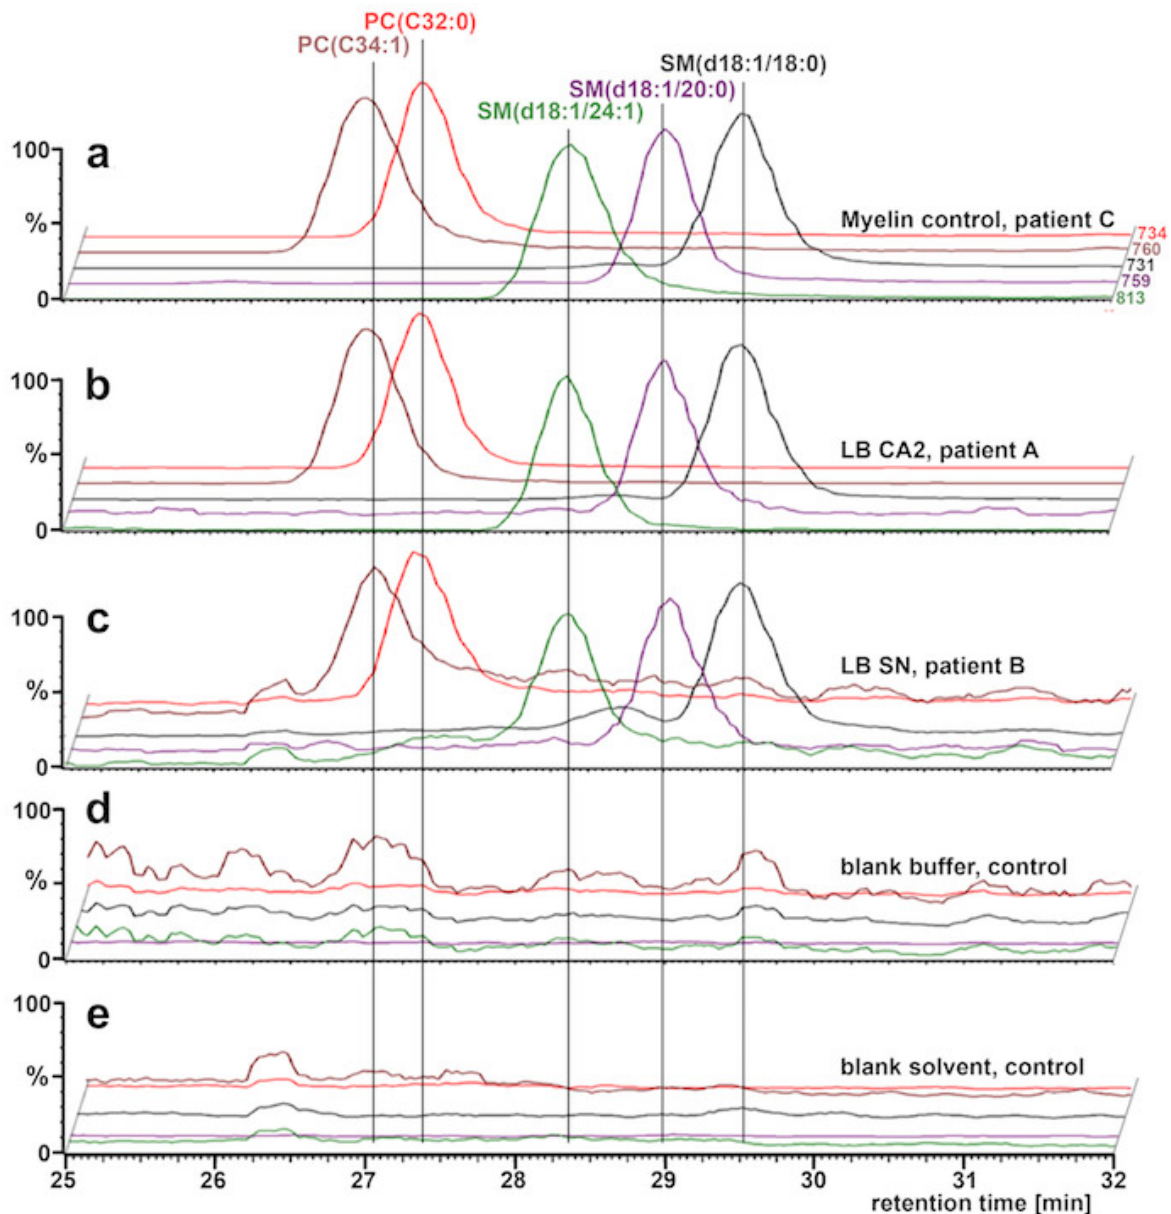 PC(C32:0)
PC(C34:1)
SM(d18:1/18:0)
SM(d18:1/20:0)
SM(d18:1/24:1)
100
a
%
Myelin control, patient C
734
760
731
759
813
0
b
100
%
LB CA2, patient A
0
c
100
LB SN, patient B
%
0
d
100
blank buffer, control
%
0
e
100
blank solvent, control
%
0
25 26 27 28 29 30 31 32
retention time [min]